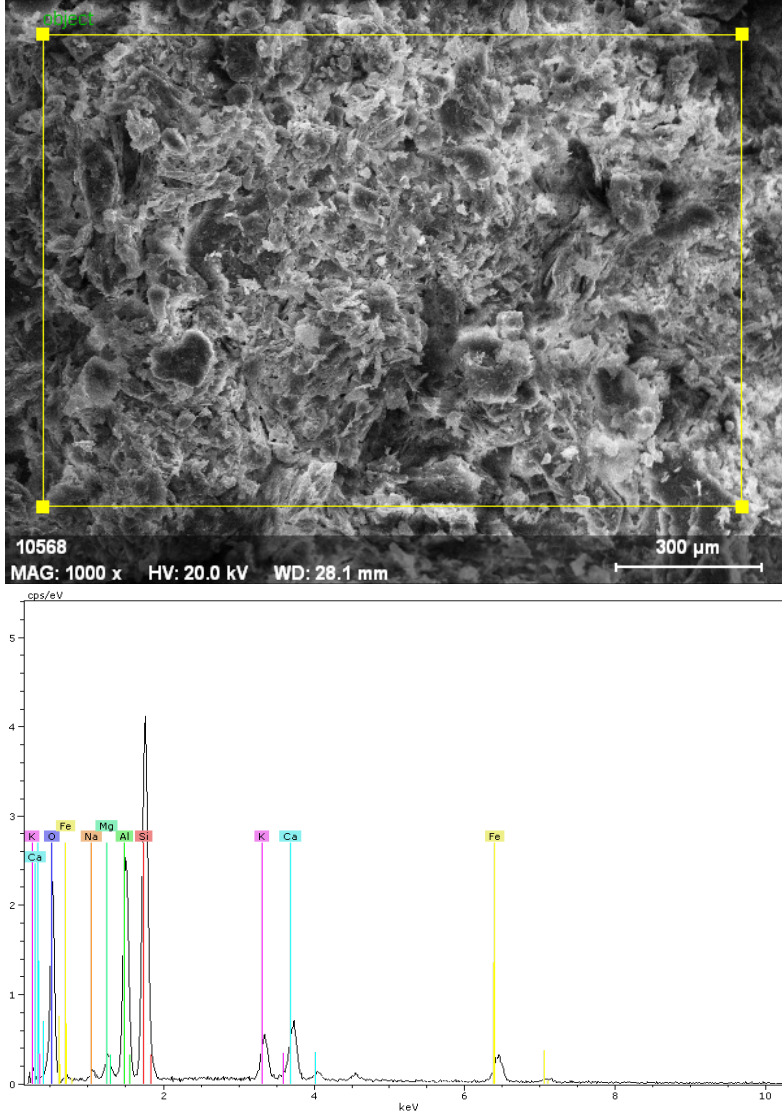 object
10568
300 µm
MAG: 1000 x HV: 20.0 kV WD: 28.1 mm
cps/eV
5
4
3
Fe Mg
K O Na Al Si K Ca Fe
Ca
2
1
0
2 4 6 8 10
keV